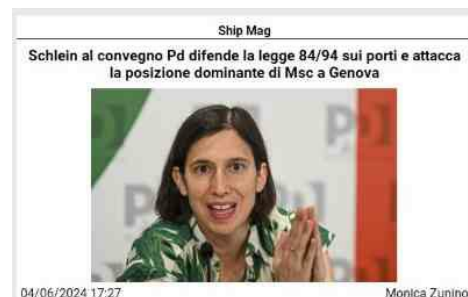 Ship Mag
Schlein al convegno Pd difende la legge 84/94 sui porti e attacca
la posizione dominante di Msc a Genova
04/06/2024 17:27 Monica Zunino